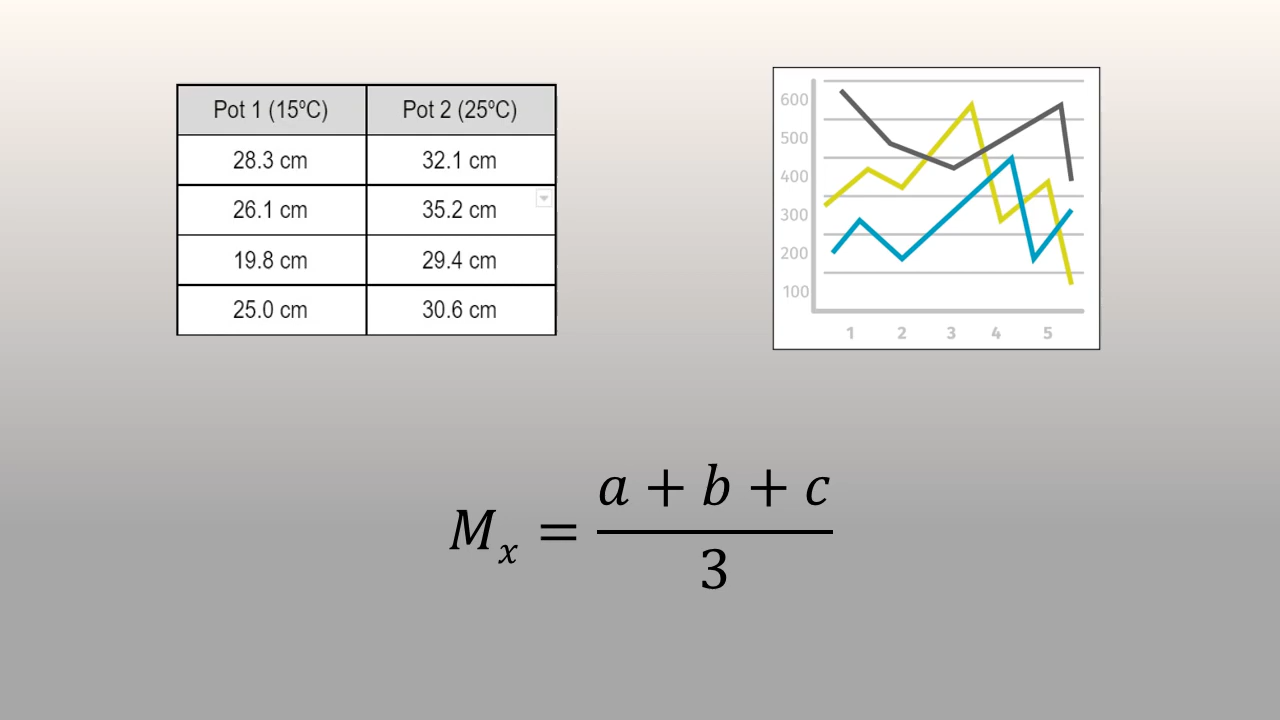 Pot 1 (15ºC) Pot 2 (25ºC)
28.3 cm 32.1 cm
26.1 cm 35.2 cm
19.8 cm 29.4 cm
25.0 cm 30.6 cm
600
500
400
300
200
100
1 2 3 4 5
M_x = (a + b + c) / 3